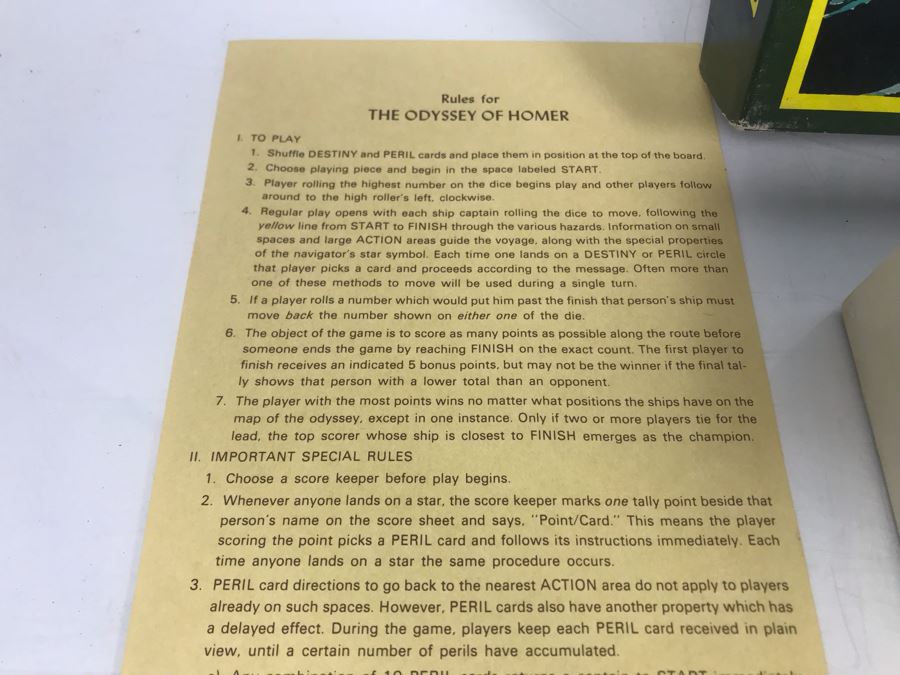 Rules for
THE ODYSSEY OF HOMER
I. TO PLAY
1. Shuffle DESTINY and PERIL cards and place them in position at the top of the board.
2. Choose playing piece and begin in the space labeled START.
3. Player rolling the highest number on the dice begins play and other players follow
around to the high roller's left, clockwise.
4. Regular play opens with each ship captain rolling the dice to move, following the
yellow line from START to FINISH through the various hazards. Information on small
spaces and large ACTION areas guide the voyage, along with the special properties
of the navigator's star symbol. Each time one lands on a DESTINY or PERIL circle
that player picks a card and proceeds according to the message. Often more than
one of these methods to move will be used during a single turn.
5. If a player rolls a number which would put him past the finish that person's ship must
move back the number shown on either one of the die.
6. The object of the game is to score as many points as possible along the route before
someone ends the game by reaching FINISH on the exact count. The first player to
finish receives an indicated 5 bonus points, but may not be the winner if the final tal-
ly shows that person with a lower total than an opponent.
7. The player with the most points wins no matter what positions the ships have on the
map of the odyssey, except in one instance. Only if two or more players tie for the
lead, the top scorer whose ship is closest to FINISH emerges as the champion.
II. IMPORTANT SPECIAL RULES
1. Choose a score keeper before play begins.
2. Whenever anyone lands on a star, the score keeper marks one tally point beside that
person's name on the score sheet and says, "Point/Card." This means the player
scoring the point picks a PERIL card and follows its instructions immediately. Each
time anyone lands on a star the same procedure occurs.
3. PERIL card directions to go back to the nearest ACTION area do not apply to players
already on such spaces. However, PERIL cards also have another property which has
a delayed effect. During the game, players keep each PERIL card received in plain
view, until a certain number of perils have accumulated.
a) Any combination of 10 PERIL cards returns a captain to START immediately